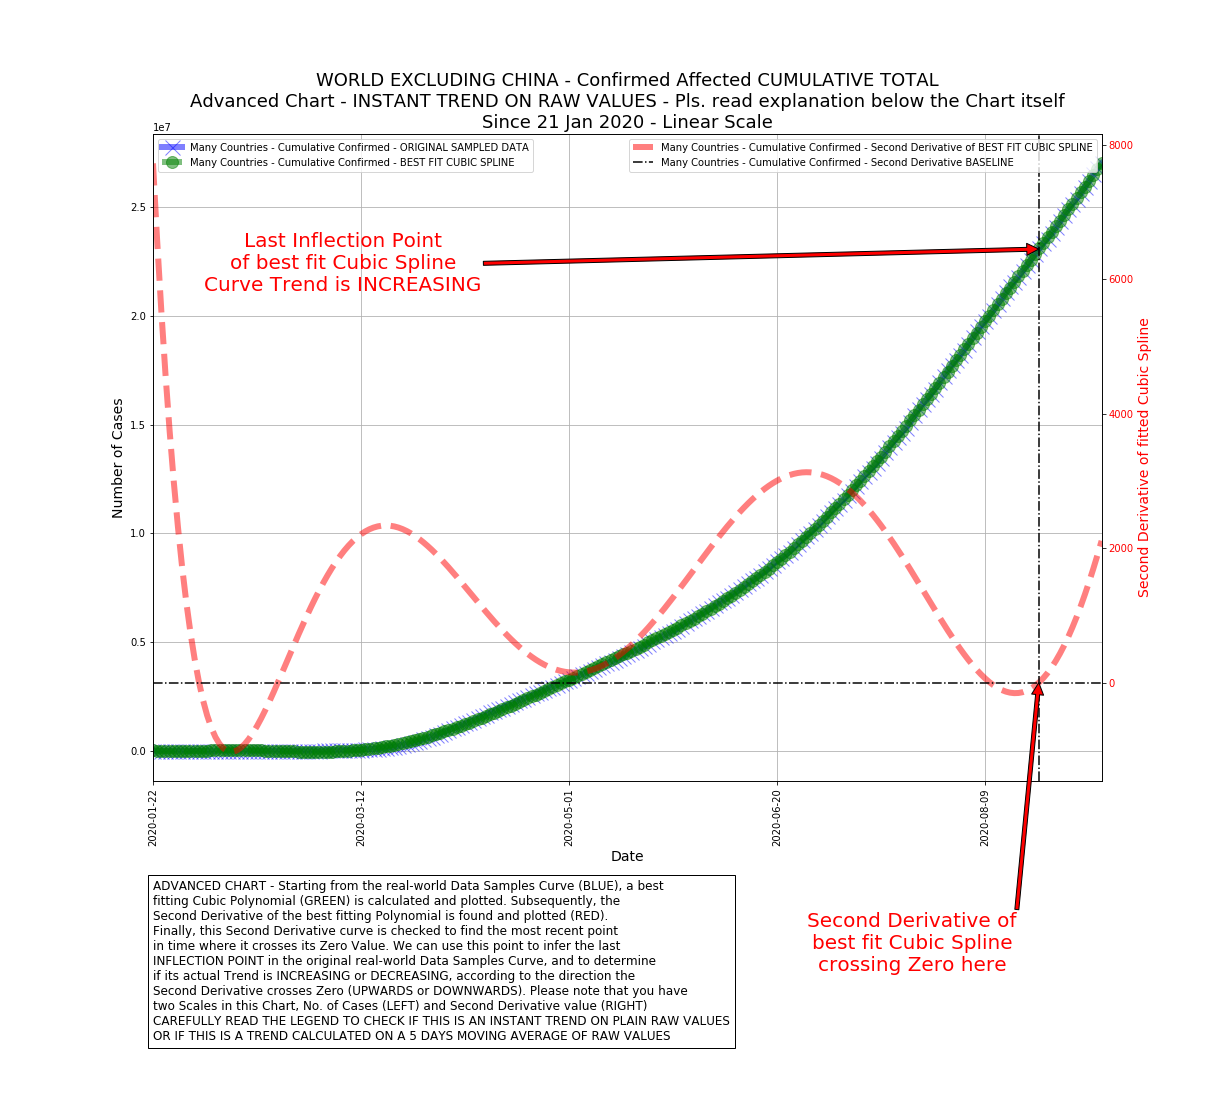 WORLD EXCLUDING CHINA - Confirmed Affected CUMULATIVE TOTAL
Advanced Chart - INSTANT TREND ON RAW VALUES - Pls. read explanation below the Chart itself
Since 21 Jan 2020 - Linear Scale
1e7
Many Countries - Cumulative Confirmed - ORIGINAL SAMPLED DATA
Many Countries - Cumulative Confirmed - BEST FIT CUBIC SPLINE
Many Countries - Cumulative Confirmed - Second Derivative of BEST FIT CUBIC SPLINE
Many Countries - Cumulative Confirmed - Second Derivative BASELINE
Last Inflection Point
of best fit Cubic Spline
Curve Trend is INCREASING
Number of Cases
2.5
2.0
1.5
1.0
0.5
0.0
8000
6000
4000
2000
0
Second Derivative of fitted Cubic Spline
2020-01-22
2020-03-12
2020-05-01
2020-06-20
2020-08-09
Date
ADVANCED CHART - Starting from the real-world Data Samples Curve (BLUE), a best
fitting Cubic Polynomial (GREEN) is calculated and plotted. Subsequently, the
Second Derivative of the best fitting Polynomial is found and plotted (RED).
Finally, this Second Derivative curve is checked to find the most recent point
in time where it crosses its Zero Value. We can use this point to infer the last
INFLECTION POINT in the original real-world Data Samples Curve, and to determine
if its actual Trend is INCREASING or DECREASING, according to the direction the
Second Derivative crosses Zero (UPWARDS or DOWNWARDS). Please note that you have
two Scales in this Chart, No. of Cases (LEFT) and Second Derivative value (RIGHT)
CAREFULLY READ THE LEGEND TO CHECK IF THIS IS AN INSTANT TREND ON PLAIN RAW VALUES
OR IF THIS IS A TREND CALCULATED ON A 5 DAYS MOVING AVERAGE OF RAW VALUES
Second Derivative of
best fit Cubic Spline
crossing Zero here